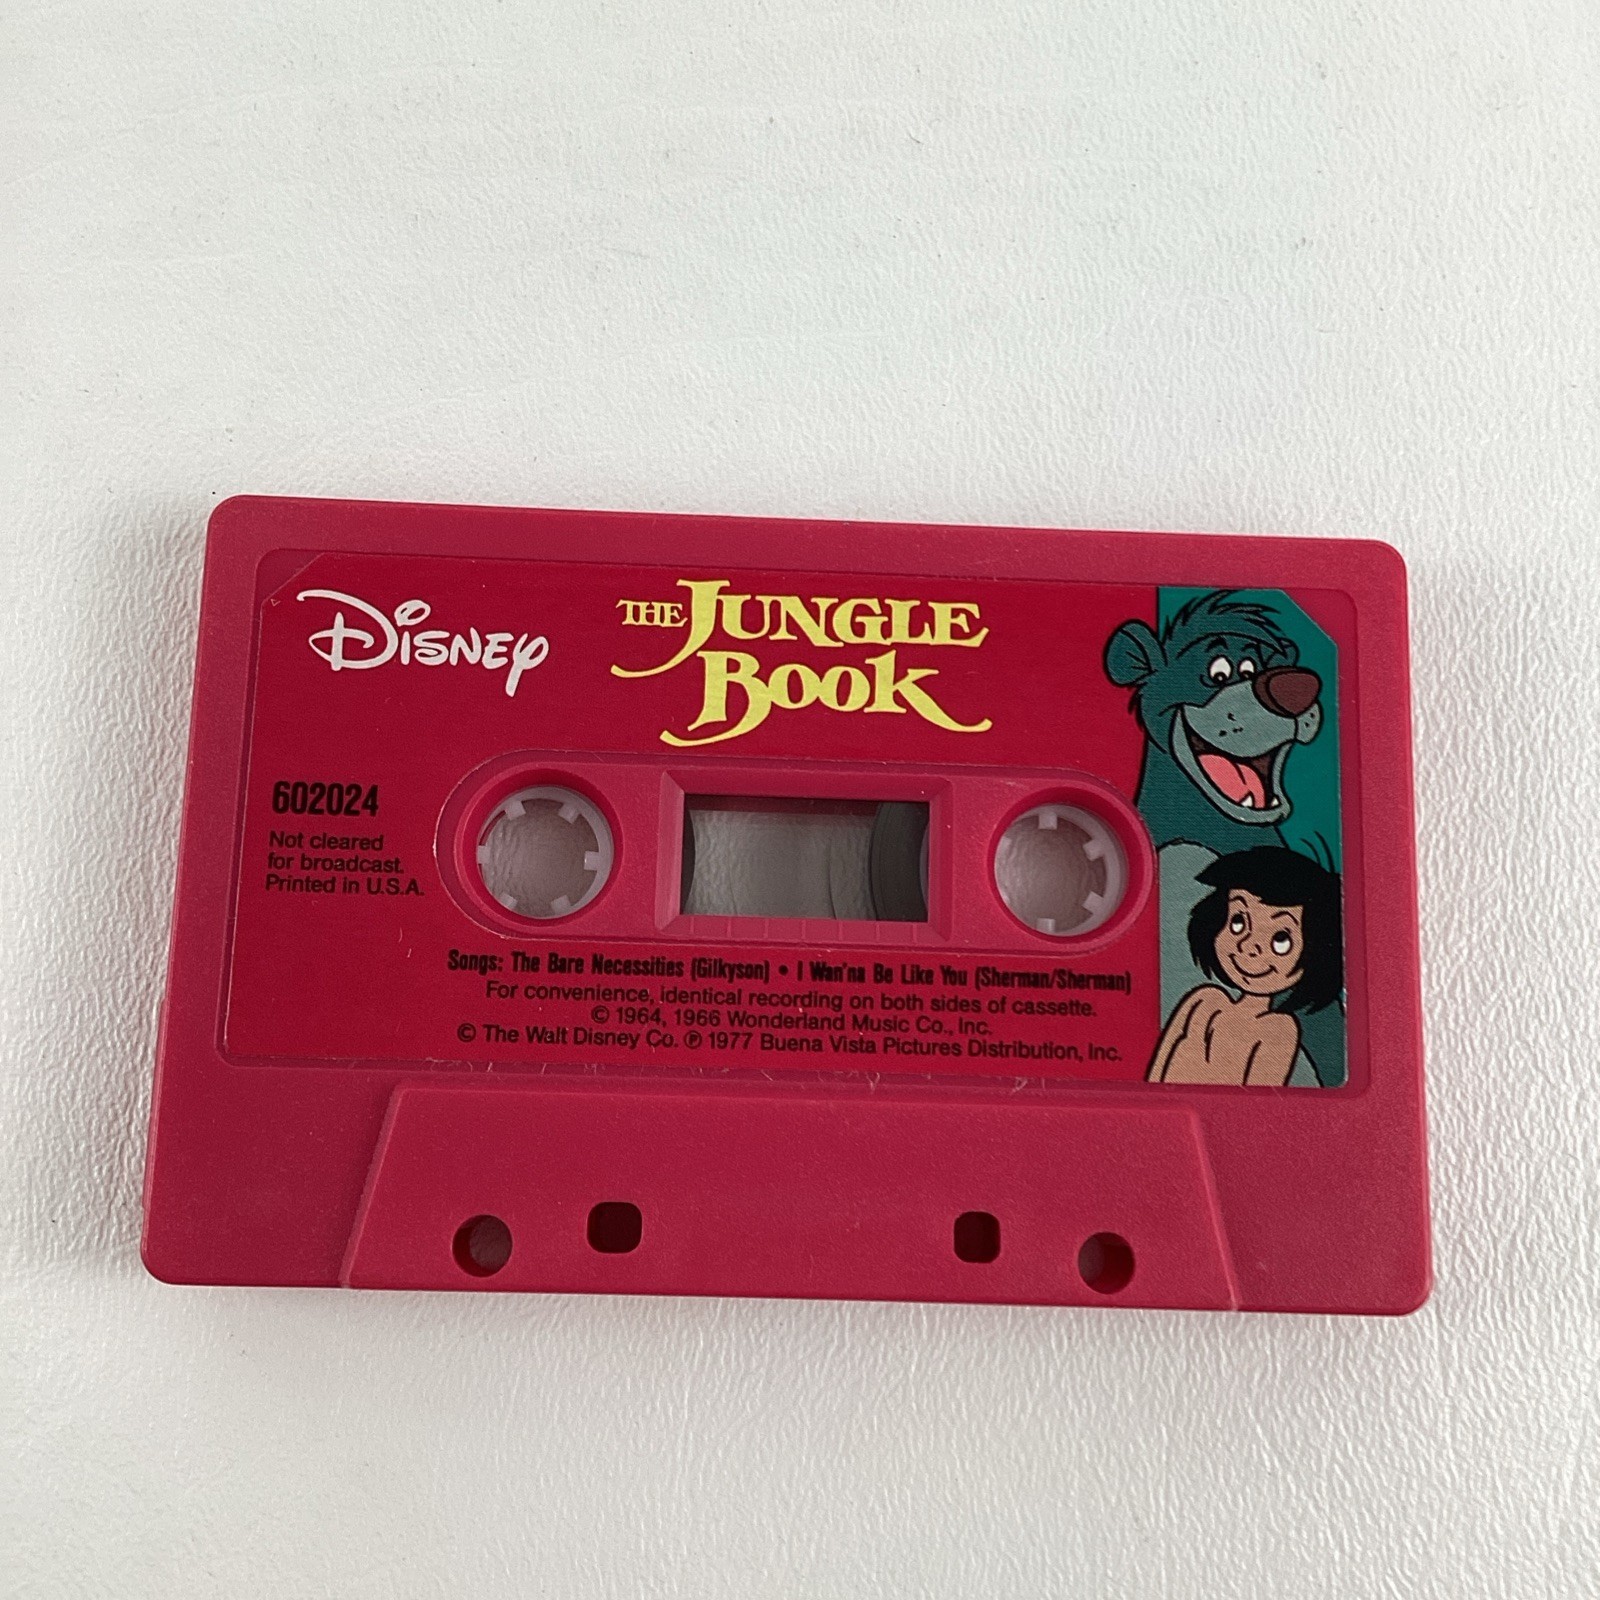 Disney
THE JUNGLE
BOOK
602024
Not cleared
for broadcast.
Printed in U.S.A.
Songs: The Bare Necessities (Gilkyson) • I Wan'na Be Like You (Sherman/Sherman)
For convenience, identical recording on both sides of cassette.
© 1964, 1966 Wonderland Music Co., Inc.
© The Walt Disney Co. ℗ 1977 Buena Vista Pictures Distribution, Inc.